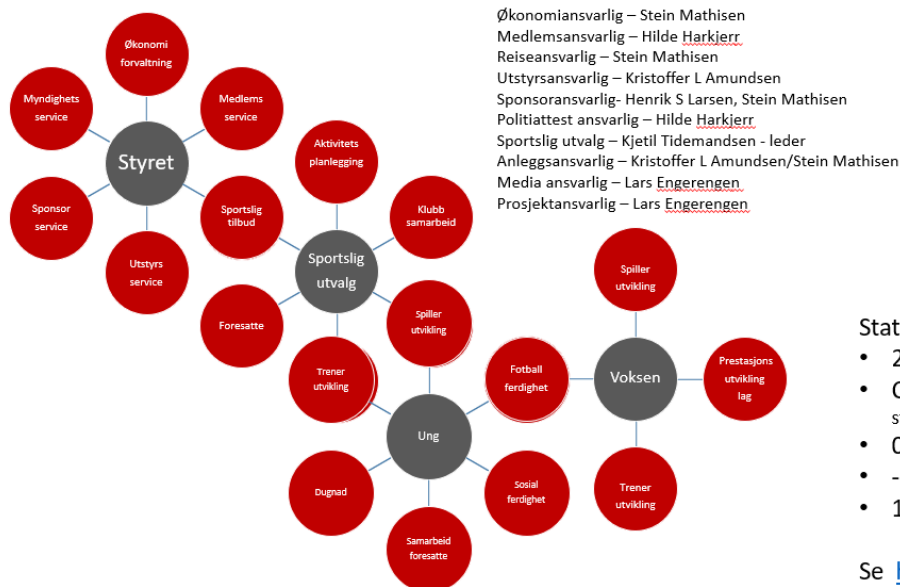 Økonomiansvarlig – Stein Mathisen
Medlemsansvarlig – Hilde Harkjerr
Reiseansvarlig – Stein Mathisen
Utstyrsansvarlig – Kristoffer L Amundsen
Sponsoransvarlig- Henrik S Larsen, Stein Mathisen
Politiattest ansvarlig – Hilde Harkjerr
Sportslig utvalg – Kjetil Tidemandsen - leder
Anleggsansvarlig – Kristoffer L Amundsen/Stein Mathisen
Media ansvarlig – Lars Engerengen
Prosjektansvarlig – Lars Engerengen
Økonomi
forvaltning
Myndighets
service
Medlems
service
Styret
Sponsor
service
Sportslig
tilbud
Utstyrs
service
Aktivitets
planlegging
Klubb
samarbeid
Sportslig
utvalg
Foresatte
Spiller
utvikling
Trener
utvikling
Fotball
ferdighet
Ung
Dugnad
Sosial
ferdighet
Samarbeid
foresatte
Spiller
utvikling
Voksen
Prestasjons
utvikling
lag
Trener
utvikling
Stat
• 2
•
•
• -
• 1
Se